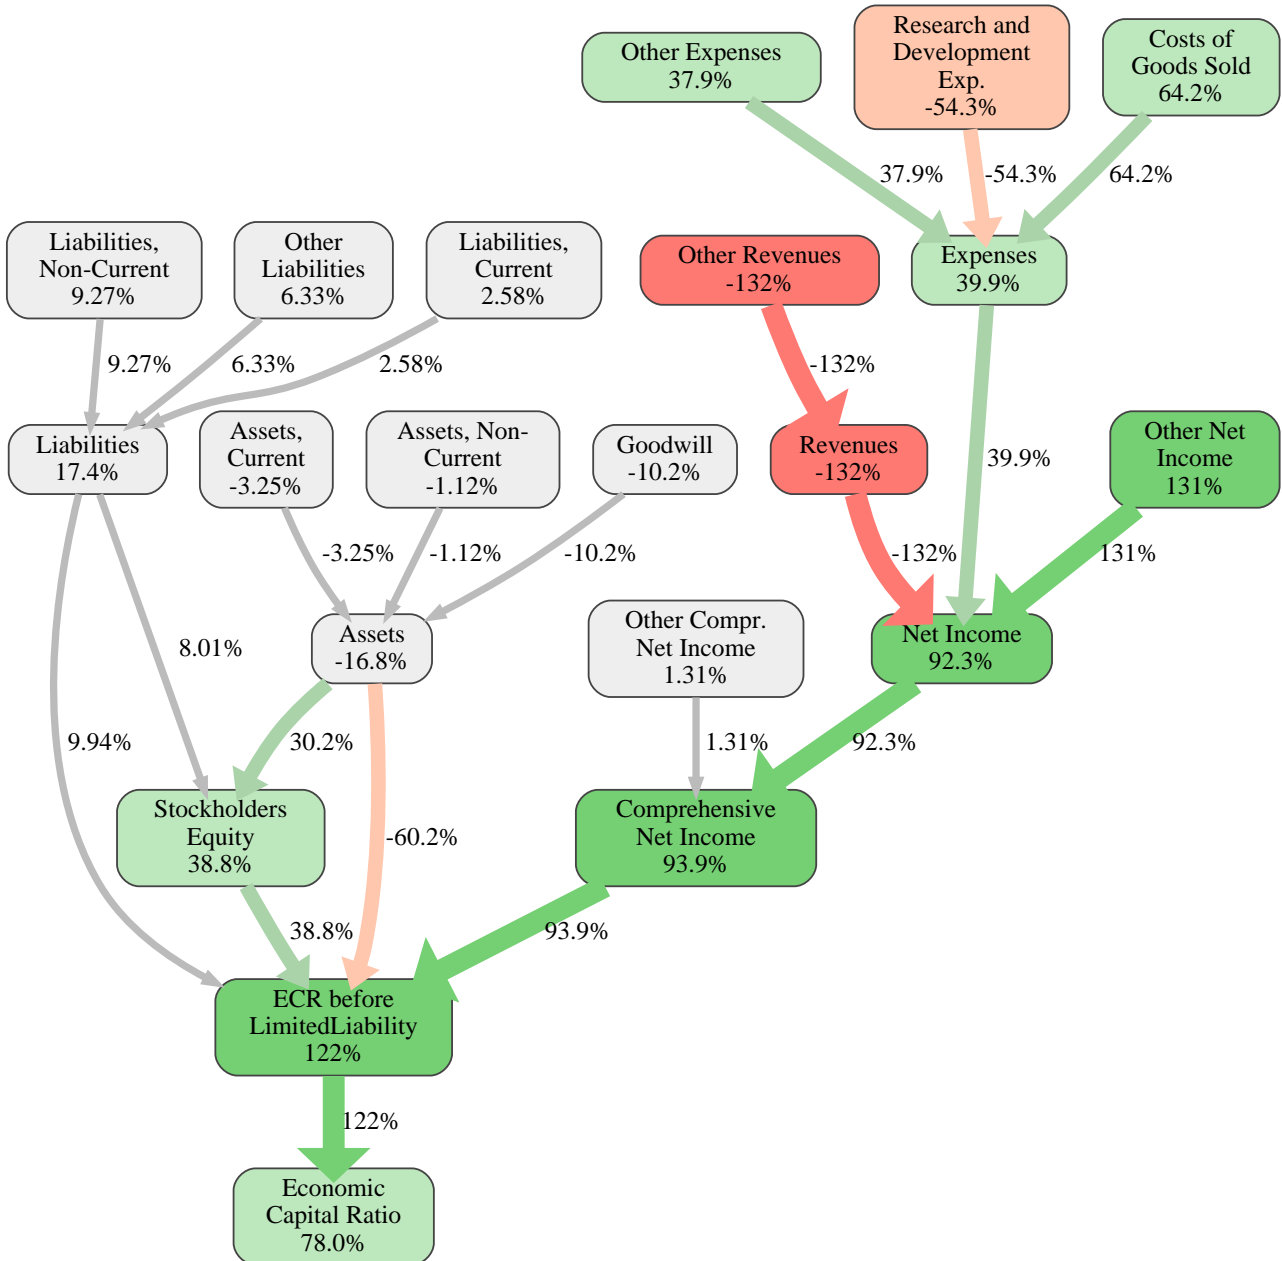 Other Expenses
37.9%
Research and
Development
Exp.
-54.3%
Costs of
Goods Sold
64.2%
37.9%
-54.3%
64.2%
Liabilities,
Non-Current
9.27%
Other
Liabilities
6.33%
Liabilities,
Current
2.58%
Other Revenues
-132%
Expenses
39.9%
9.27%
6.33%
2.58%
-132%
Liabilities
17.4%
Assets,
Current
-3.25%
Assets, Non-
Current
-1.12%
Goodwill
-10.2%
Revenues
-132%
39.9%
Other Net
Income
131%
-3.25%
-1.12%
-10.2%
-132%
131%
8.01%
Assets
-16.8%
Other Compr.
Net Income
1.31%
Net Income
92.3%
9.94%
30.2%
1.31%
92.3%
Stockholders
Equity
38.8%
-60.2%
Comprehensive
Net Income
93.9%
38.8%
93.9%
ECR before
LimitedLiability
122%
122%
Economic
Capital Ratio
78.0%